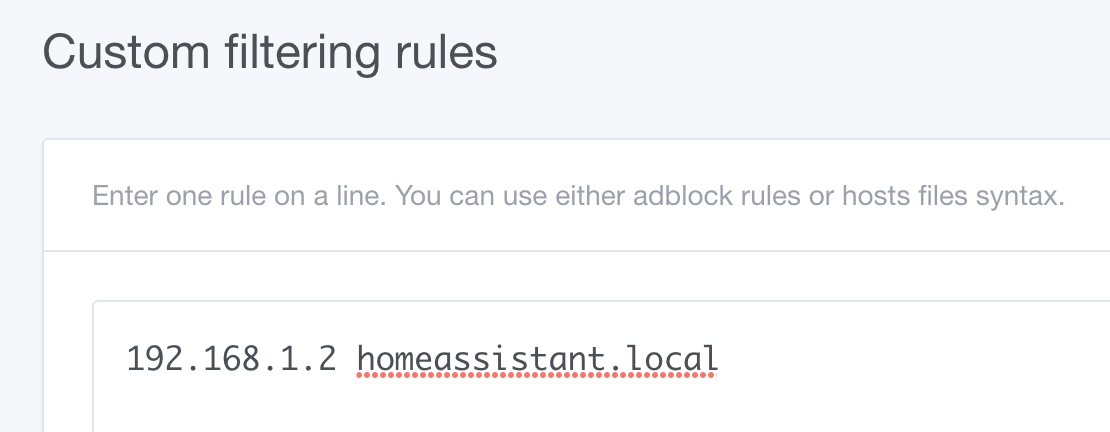 Custom filtering rules
Enter one rule on a line. You can use either adblock rules or hosts files syntax.
192.168.1.2 homeassistant.local